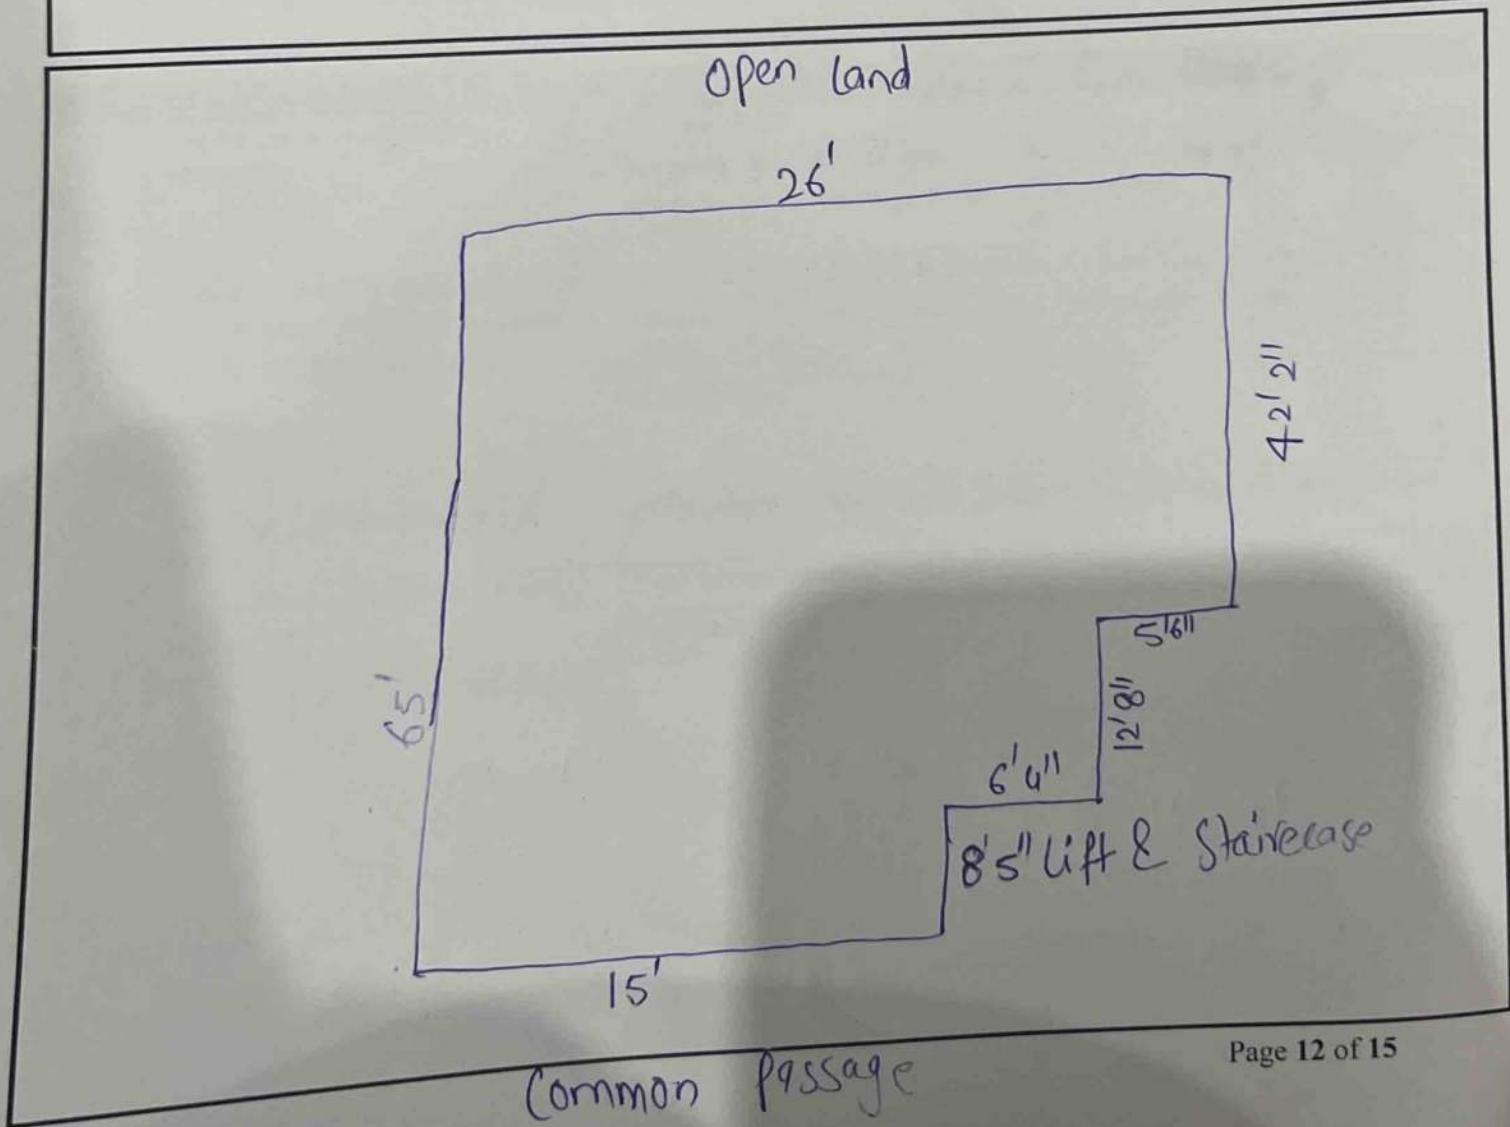 Open Land
26'
42' 2"
5'6"
12'8"
65'
6'4"
8'5" Lift & Stairecase
15'
Page 12 of 15
Common Passage